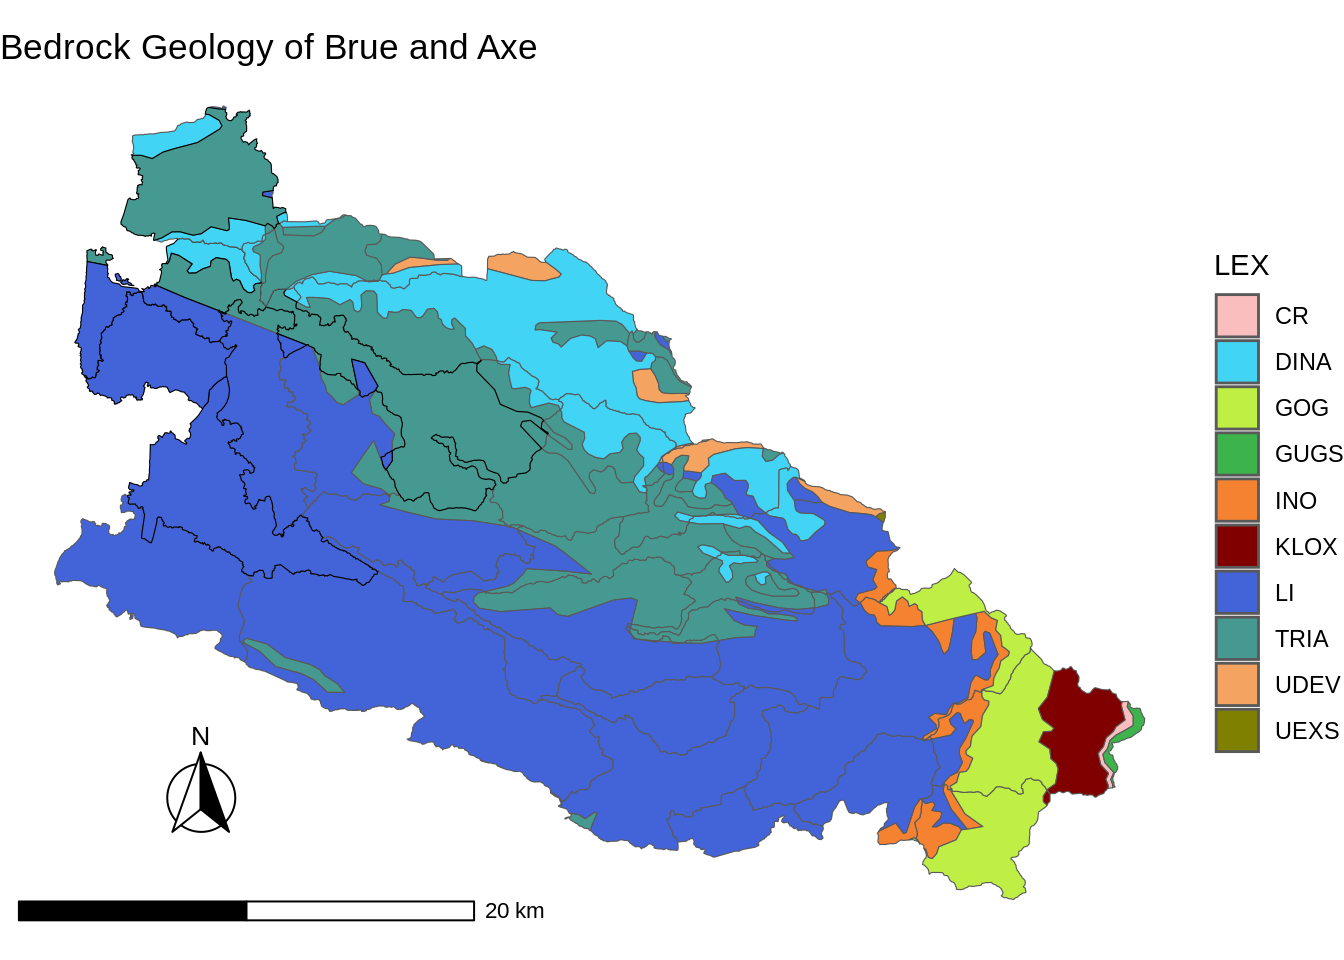 Bedrock Geology of Brue and Axe
LEX
CR
DINA
GOG
GUGS
INO
KLOX
LI
TRIA
UDEV
UEXS
N
20 km